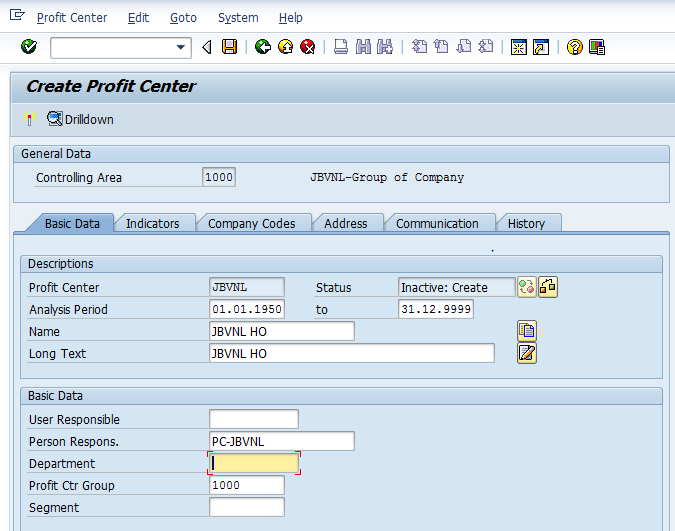 Profit Center Edit Goto System Help
Create Profit Center
Drilldown
General Data
Controlling Area 1000 JBVNL-Group of Company
Basic Data Indicators Company Codes Address Communication History
Descriptions
Profit Center JBVNL Status Inactive: Create
Analysis Period 01.01.1950 to 31.12.9999
Name JBVNL HO
Long Text JBVNL HO
Basic Data
User Responsible
Person Respons. PC-JBVNL
Department
Profit Ctr Group 1000
Segment